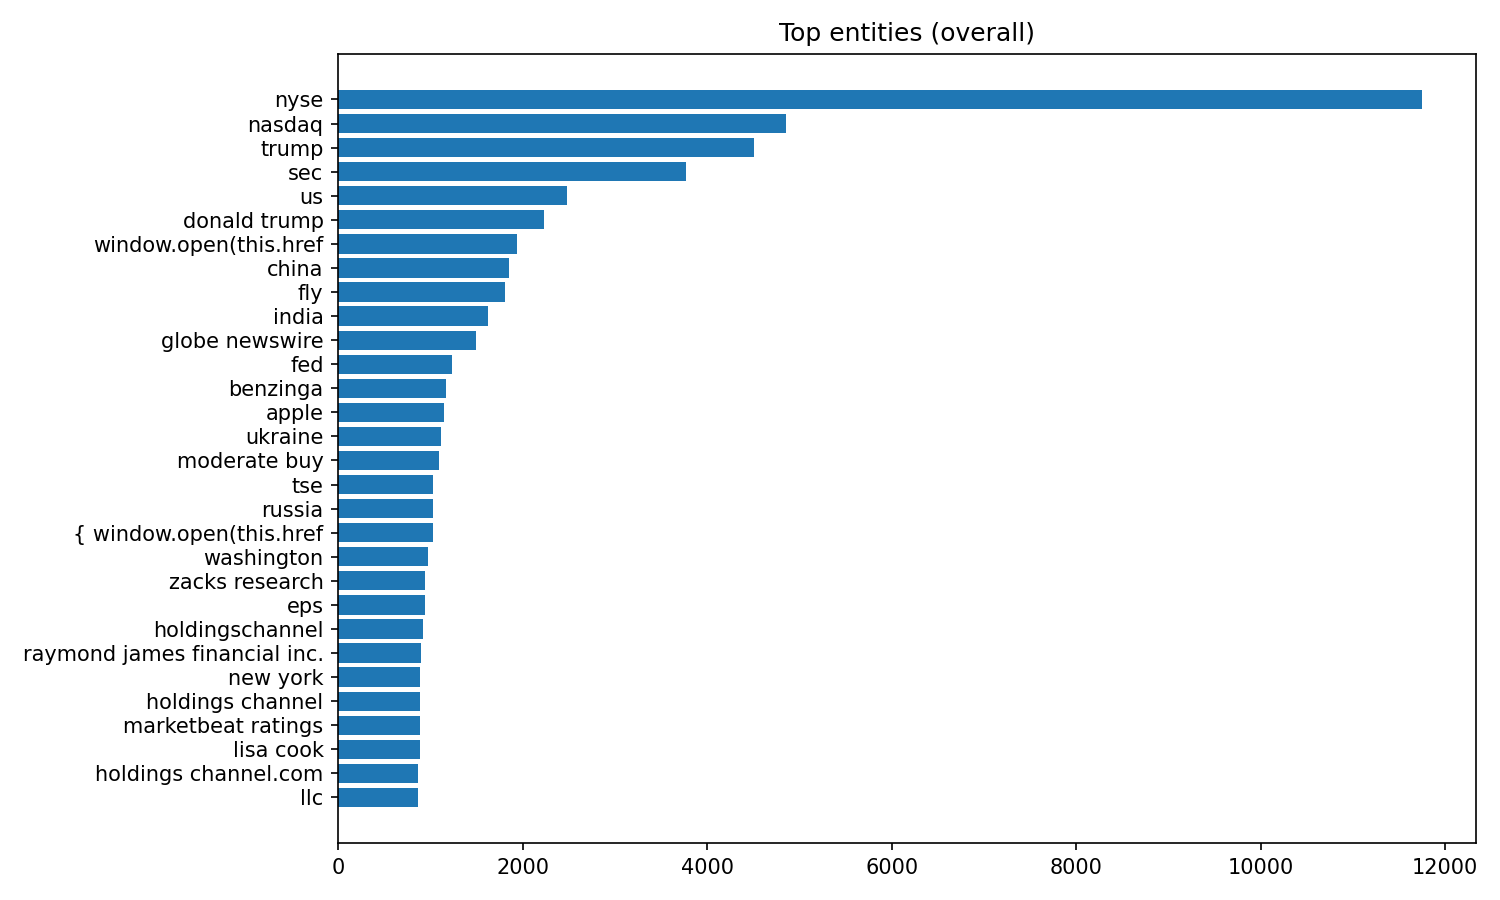 Top entities (overall)
nyse
nasdaq
trump
sec
us
donald trump
window.open(this.href
china
fly
india
globe newswire
fed
benzinga
apple
ukraine
moderate buy
tse
russia
{ window.open(this.href
washington
zacks research
eps
holdingschannel
raymond james financial inc.
new york
holdings channel
marketbeat ratings
lisa cook
holdings channel.com
llc
0 2000 4000 6000 8000 10000 12000